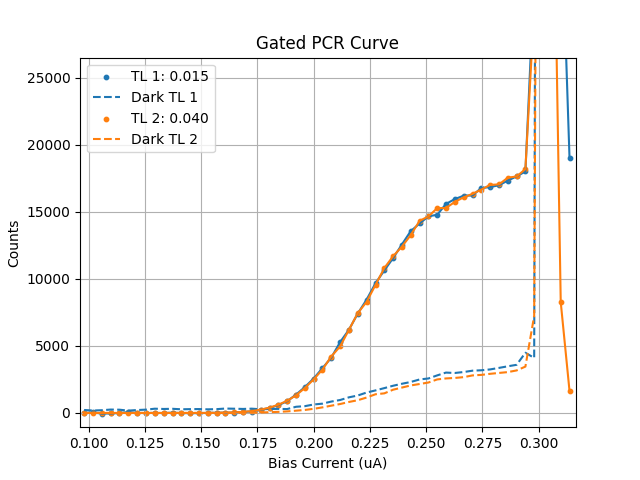 Gated PCR Curve
TL 1: 0.015
Dark TL 1
TL 2: 0.040
Dark TL 2
Counts
25000
20000
15000
10000
5000
0
0.100 0.125 0.150 0.175 0.200 0.225 0.250 0.275 0.300
Bias Current (uA)